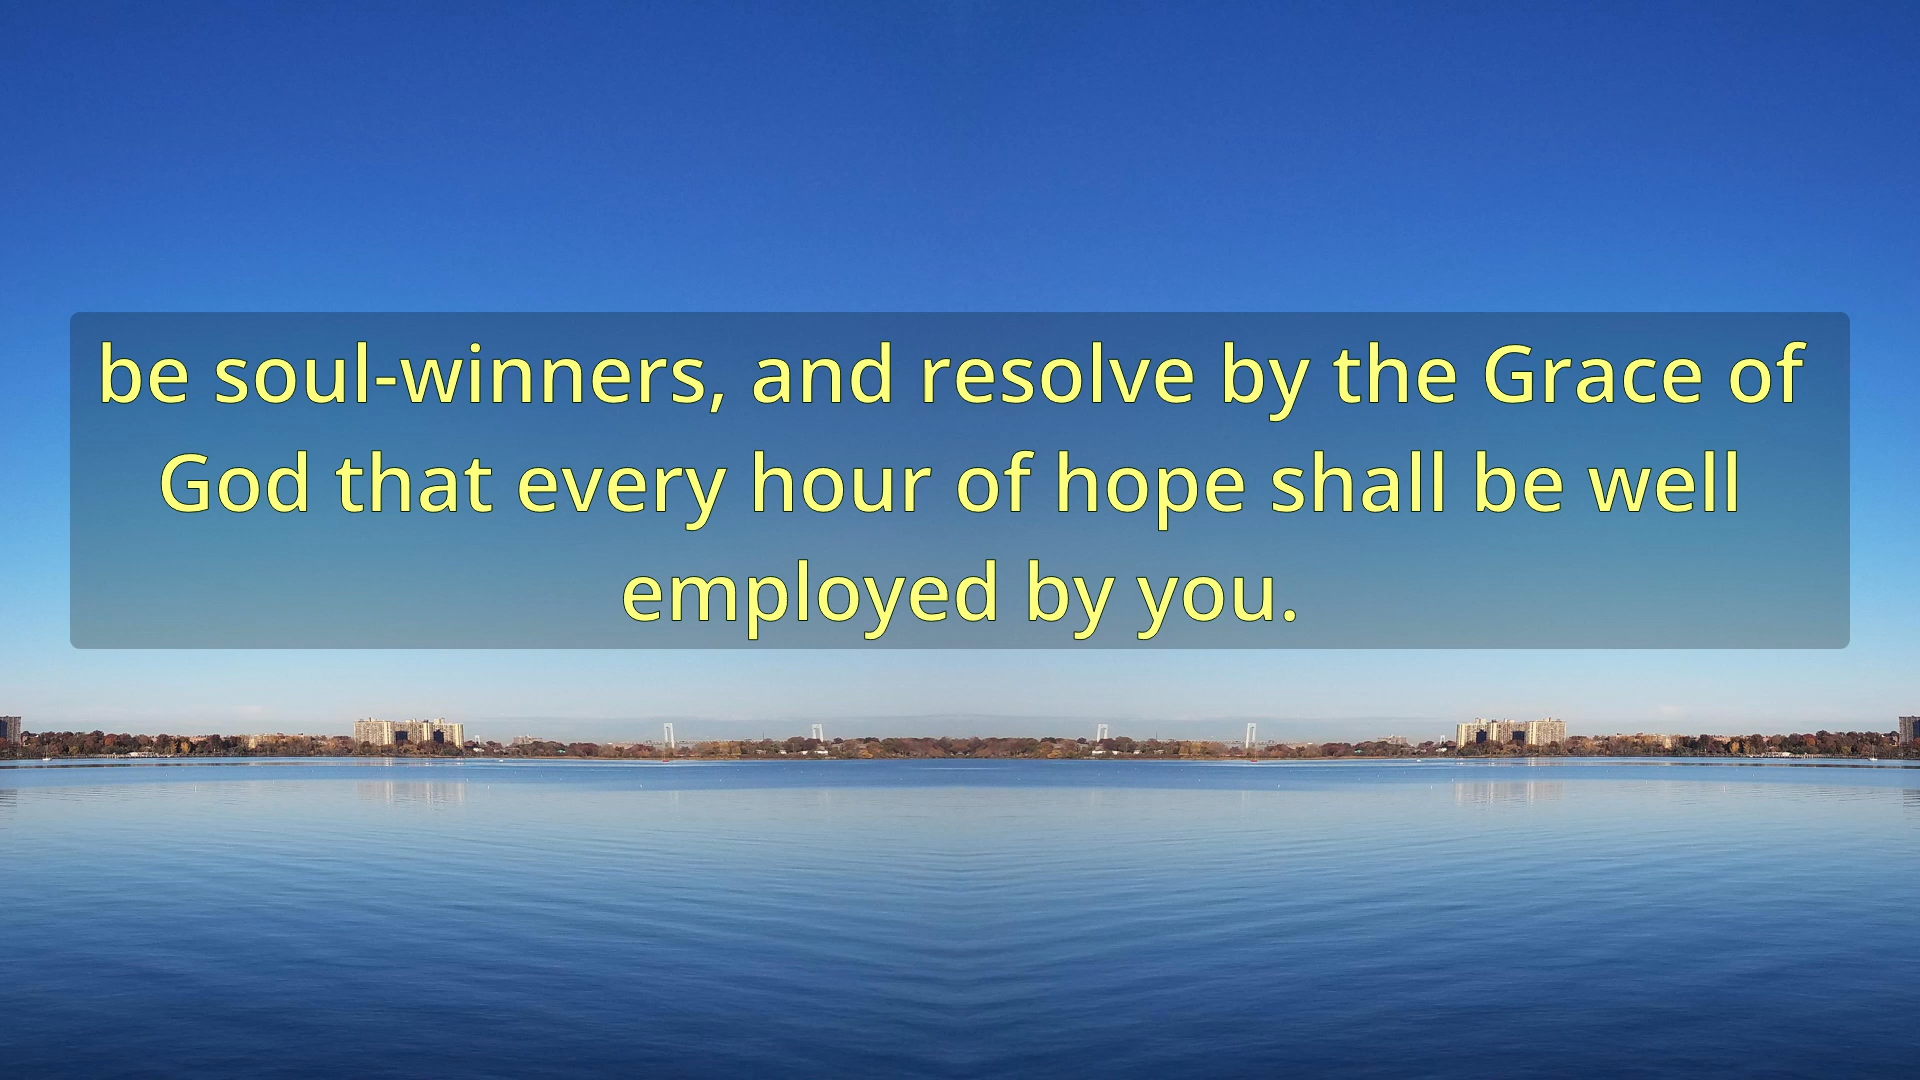 be soul-winners, and resolve by the Grace of
God that every hour of hope shall be well
employed by you.